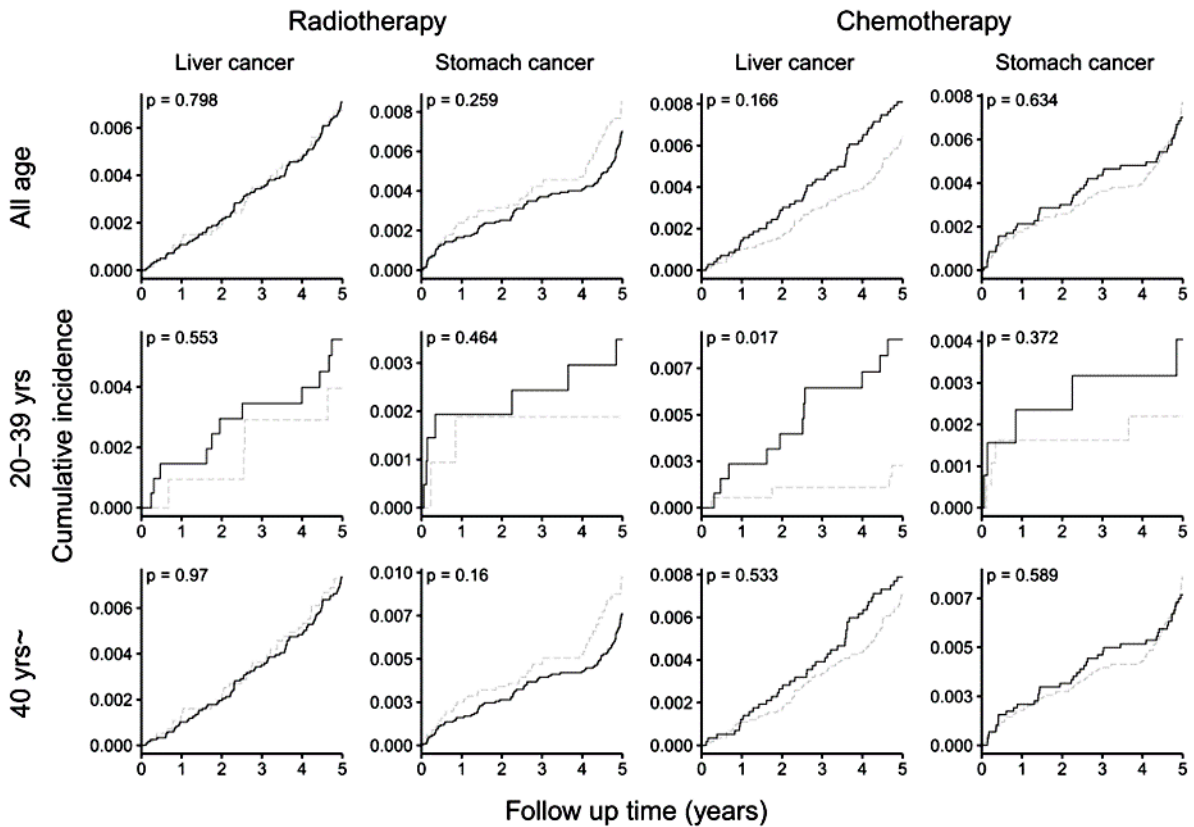 Radiotherapy Chemotherapy
Liver cancer Stomach cancer Liver cancer Stomach cancer
All age
p = 0.798
0.006
0.004
0.002
0.000
0 1 2 3 4 5
p = 0.259
0.008
0.006
0.004
0.002
0.000
0 1 2 3 4 5
p = 0.166
0.008
0.006
0.004
0.002
0.000
0 1 2 3 4 5
p = 0.634
0.008
0.006
0.004
0.002
0.000
0 1 2 3 4 5
Cumulative incidence
20−39 yrs
p = 0.553
0.004
0.002
0.000
0 1 2 3 4 5
p = 0.464
0.003
0.002
0.001
0.000
0 1 2 3 4 5
p = 0.017
0.007
0.005
0.003
0.000
0 1 2 3 4 5
p = 0.372
0.004
0.003
0.002
0.001
0.000
0 1 2 3 4 5
40 yrs~
p = 0.97
0.006
0.004
0.002
0.000
0 1 2 3 4 5
p = 0.16
0.010
0.007
0.005
0.003
0.000
0 1 2 3 4 5
p = 0.533
0.008
0.006
0.004
0.002
0.000
0 1 2 3 4 5
p = 0.589
0.007
0.005
0.003
0.000
0 1 2 3 4 5
Follow up time (years)